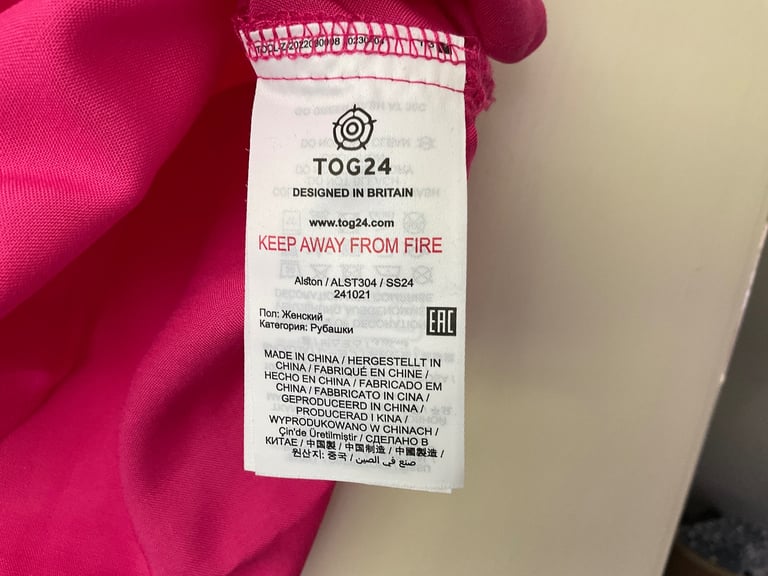 TOG24
DESIGNED IN BRITAIN
www.tog24.com
KEEP AWAY FROM FIRE
Alston / ALST304 / SS24
241021
Пол: Женский
Категория: Рубашки
EAC
MADE IN CHINA / HERGESTELLT IN
CHINA / FABRIQUÉ EN CHINE /
HECHO EN CHINA / FABRICADO EM
CHINA / FABBRICATO IN CINA /
GEPRODUCEERD IN CHINA /
PRODUCERAD I KINA /
WYPRODUKOWANO W CHINACH /
Çin'de Üretilmiştir / СДЕЛАНО В
КИТАЕ / 中国製 / 中国制造 / 中國製造 /
원산지: 중국 / صنع في الصين